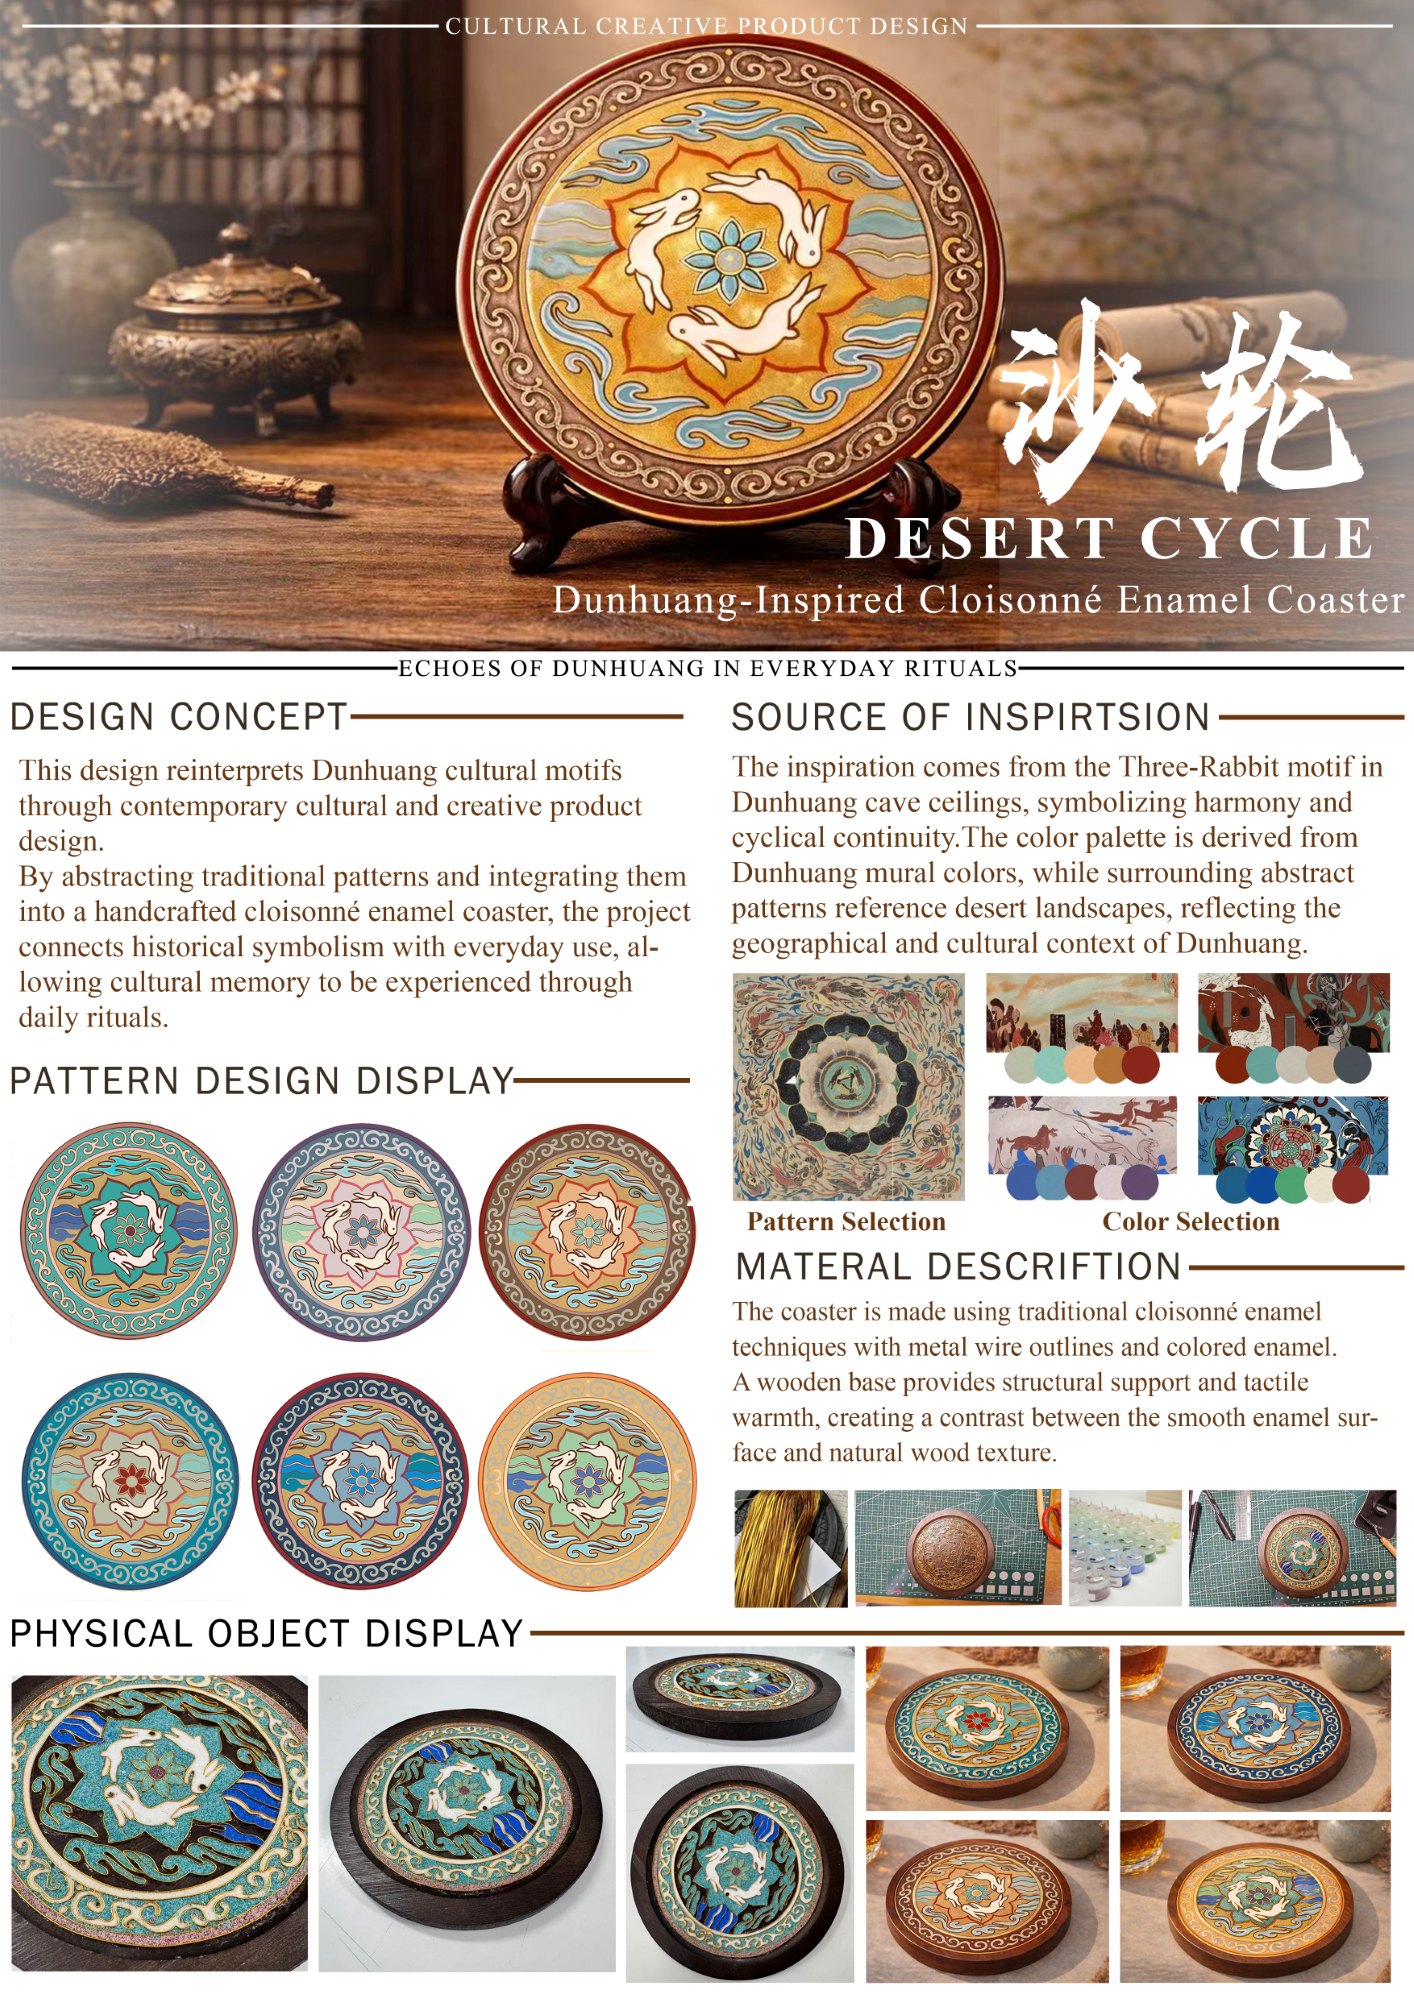 CULTURAL CREATIVE PRODUCT DESIGN
沙轮
DESERT CYCLE
Dunhuang-Inspired Cloisonné Enamel Coaster
ECHOES OF DUNHUANG IN EVERYDAY RITUALS
DESIGN CONCEPT
This design reinterprets Dunhuang cultural motifs
through contemporary cultural and creative product
design.
By abstracting traditional patterns and integrating them
into a handcrafted cloisonné enamel coaster, the project
connects historical symbolism with everyday use, al-
lowing cultural memory to be experienced through
daily rituals.
PATTERN DESIGN DISPLAY
SOURCE OF INSPIRTSION
The inspiration comes from the Three-Rabbit motif in
Dunhuang cave ceilings, symbolizing harmony and
cyclical continuity.The color palette is derived from
Dunhuang mural colors, while surrounding abstract
patterns reference desert landscapes, reflecting the
geographical and cultural context of Dunhuang.
Pattern Selection
Color Selection
MATERAL DESCRIFTION
The coaster is made using traditional cloisonné enamel
techniques with metal wire outlines and colored enamel.
A wooden base provides structural support and tactile
warmth, creating a contrast between the smooth enamel sur-
face and natural wood texture.
PHYSICAL OBJECT DISPLAY